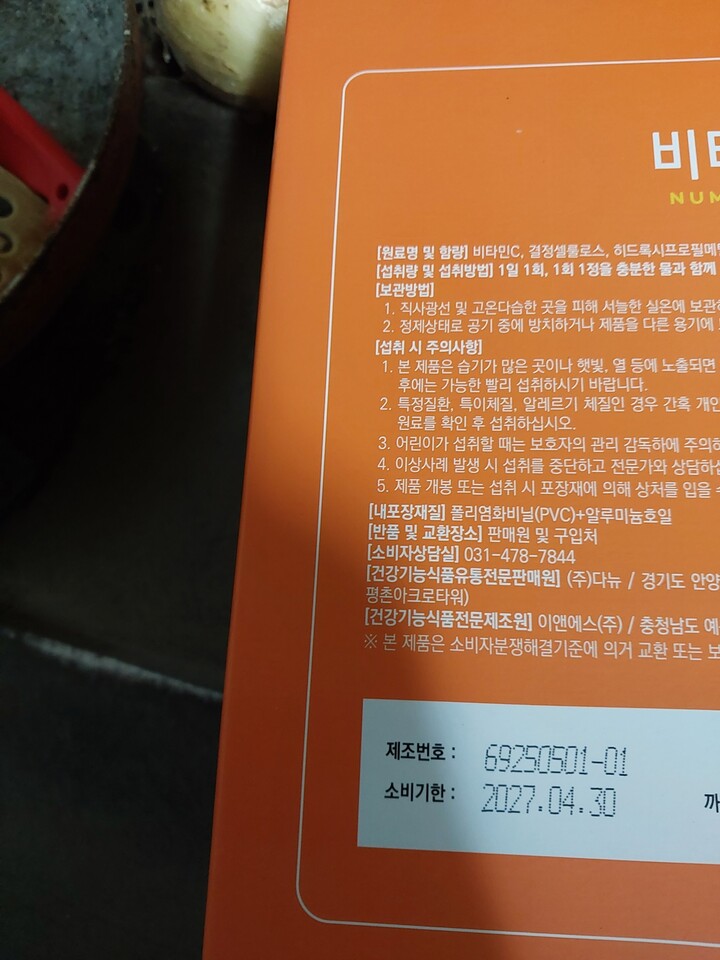 비타
NUM
[원료명 및 함량] 비타민C, 결정셀룰로스, 히드록시프로필메틸
[섭취량 및 섭취방법] 1일 1회, 1회 1정을 충분한 물과 함께
[보관방법]
1. 직사광선 및 고온다습한 곳을 피해 서늘한 실온에 보관하
2. 정제상태로 공기 중에 방치하거나 제품을 다른 용기에
[섭취 시 주의사항]
1. 본 제품은 습기가 많은 곳이나 햇빛, 열 등에 노출되면
후에는 가능한 빨리 섭취하시기 바랍니다.
2. 특정질환, 특이체질, 알레르기 체질인 경우 간혹 개인
원료를 확인 후 섭취하십시오.
3. 어린이가 섭취할 때는 보호자의 관리 감독하에 주의하
4. 이상사례 발생 시 섭취를 중단하고 전문가와 상담하십
5. 제품 개봉 또는 섭취 시 포장재에 의해 상처를 입을 수
[내포장재질] 폴리염화비닐(PVC)+알루미늄호일
[반품 및 교환장소] 판매원 및 구입처
[소비자상담실] 031-478-7844
[건강기능식품유통전문판매원] (주)다뉴 / 경기도 안양
평촌아크로타워)
[건강기능식품전문제조원] 이앤에스(주) / 충청남도 예
※ 본 제품은 소비자분쟁해결기준에 의거 교환 또는 보
제조번호 : 69250501-01
소비기한 : 2027.04.30
까